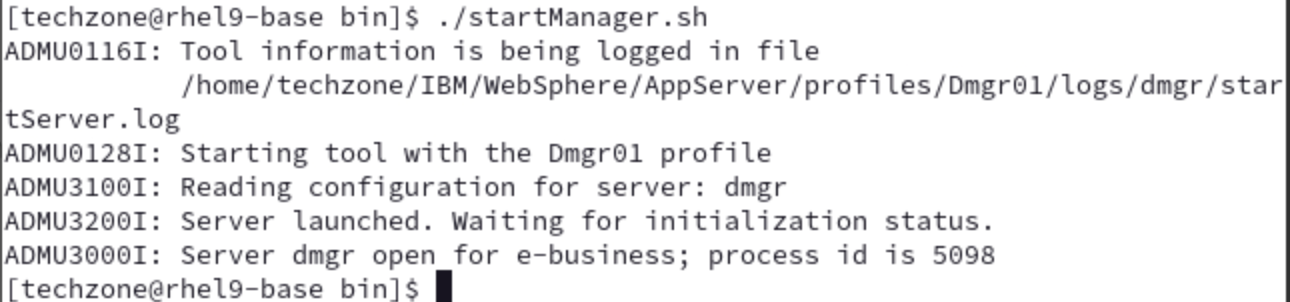 [techzone@rhel9-base bin]$ ./startManager.sh
ADMU0116I: Tool information is being logged in file
           /home/techzone/IBM/WebSphere/AppServer/profiles/Dmgr01/logs/dmgr/star
tServer.log
ADMU0128I: Starting tool with the Dmgr01 profile
ADMU3100I: Reading configuration for server: dmgr
ADMU3200I: Server launched. Waiting for initialization status.
ADMU3000I: Server dmgr open for e-business; process id is 5098
[techzone@rhel9-base bin]$